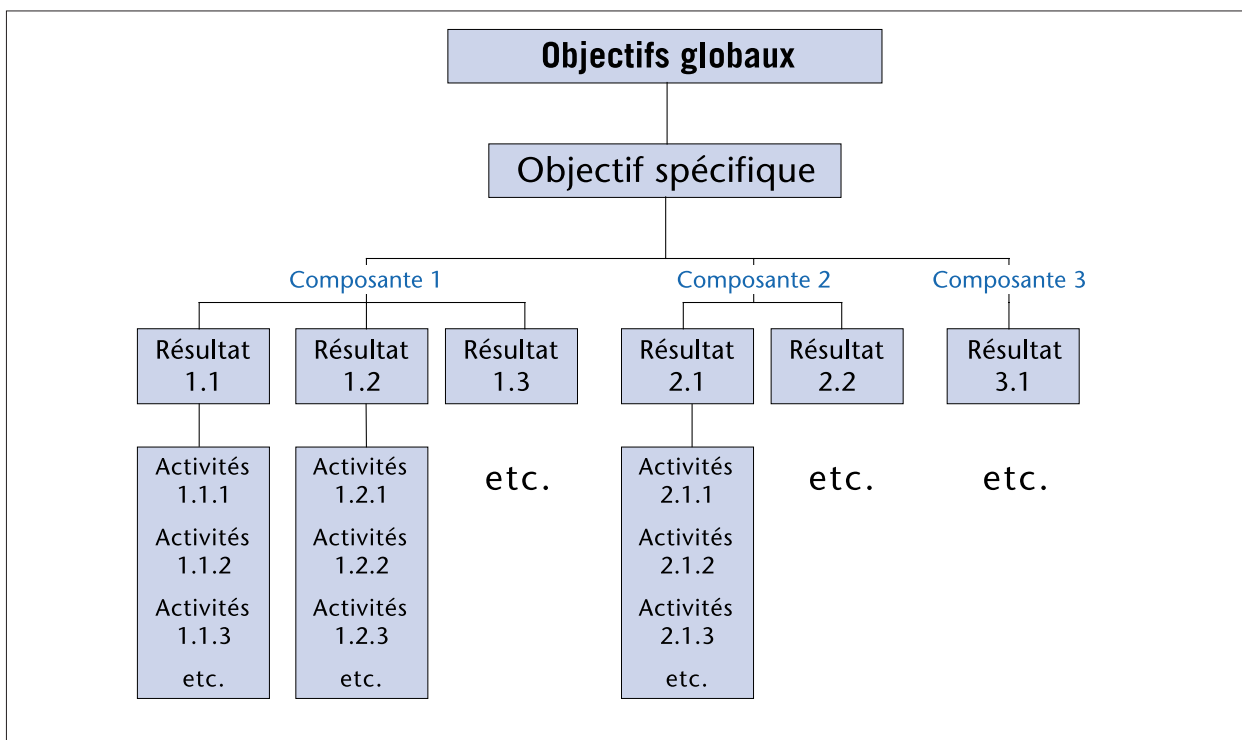 Objectifs globaux
Objectif spécifique
Composante 1
Composante 2
Composante 3
Résultat
1.1
Résultat
1.2
Résultat
1.3
Résultat
2.1
Résultat
2.2
Résultat
3.1
Activités
1.1.1
Activités
1.1.2
Activités
1.1.3
etc.
Activités
1.2.1
Activités
1.2.2
Activités
1.2.3
etc.
etc.
Activités
2.1.1
Activités
2.1.2
Activités
2.1.3
etc.
etc.
etc.